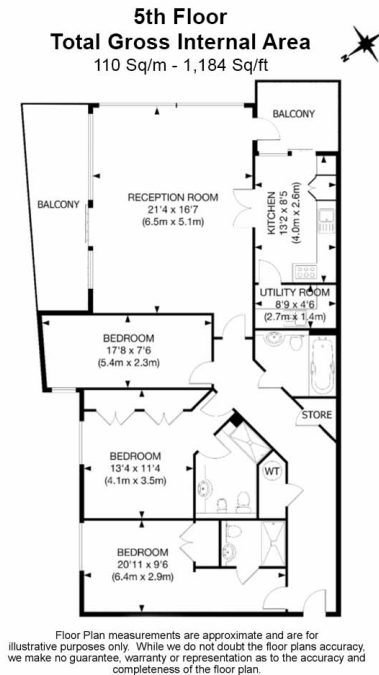 5th Floor
Total Gross Internal Area
110 Sq/m - 1,184 Sq/ft
N
BALCONY
BALCONY
RECEPTION ROOM
21'4 x 16'7
(6.5m x 5.1m)
KITCHEN
13'2 x 8'5
(4.0m x 2.6m)
UTILITY ROOM
8'9 x 4'6
(2.7m x 1.4m)
BEDROOM
17'8 x 7'6
(5.4m x 2.3m)
STORE
BEDROOM
13'4 x 11'4
(4.1m x 3.5m)
WT
BEDROOM
20'11 x 9'6
(6.4m x 2.9m)
Floor Plan measurements are approximate and are for
illustrative purposes only. While we do not doubt the floor plans accuracy,
we make no guarantee, warranty or representation as to the accuracy and
completeness of the floor plan.